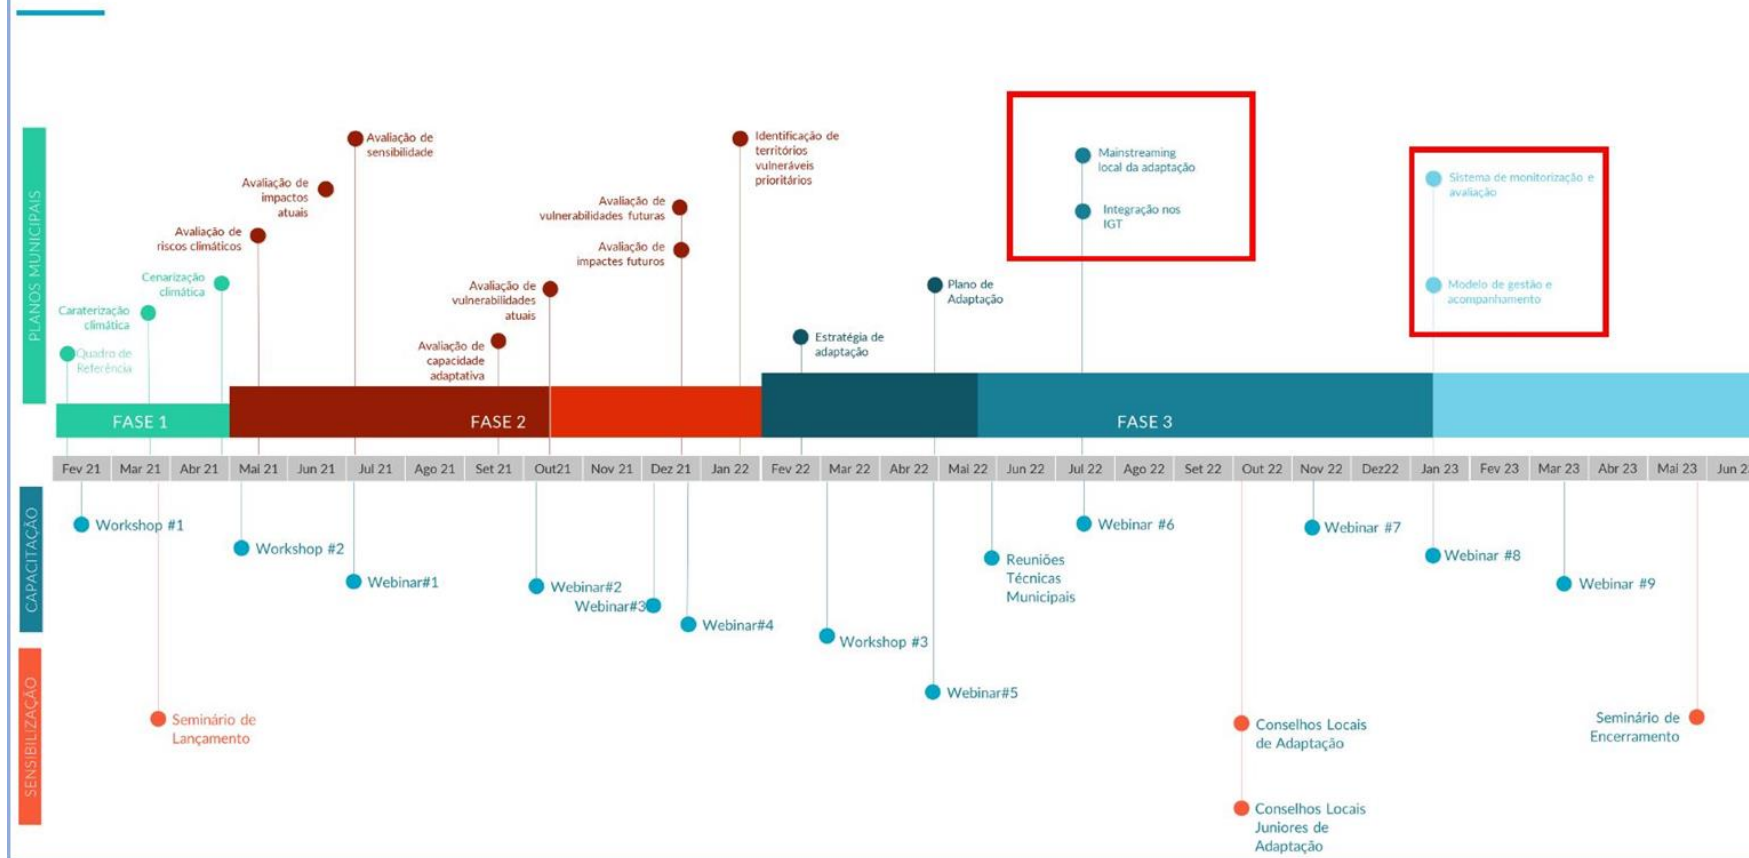 PLANOS MUNICIPAIS
Quadro de
Referência
Caraterização
climática
Cenarização
climática
Avaliação de
riscos climáticos
Avaliação de
impactos
atuais
Avaliação de
sensibilidade
Avaliação de
capacidade
adaptativa
Avaliação de
vulnerabilidades
atuais
Avaliação de
vulnerabilidades futuras
Avaliação de
impactes futuros
Identificação de
territórios
vulneráveis
prioritários
Estratégia de
adaptação
Plano de
Adaptação
Mainstreaming
local da adaptação
Integração nos
IGT
Sistema de monitorização e
avaliação
Modelo de gestão e
acompanhamento
FASE 1
FASE 2
FASE 3
Fev 21 Mar 21 Abr 21 Mai 21 Jun 21 Jul 21 Ago 21 Set 21 Out21 Nov 21 Dez 21 Jan 22 Fev 22 Mar 22 Abr 22 Mai 22 Jun 22 Jul 22 Ago 22 Set 22 Out 22 Nov 22 Dez22 Jan 23 Fev 23 Mar 23 Abr 23 Mai 23 Jun 2
CAPACITAÇÃO
Workshop #1
Workshop #2
Webinar#1
Webinar#2
Webinar#3
Webinar#4
Workshop #3
Webinar#5
Reuniões
Técnicas
Municipais
Webinar #6
Webinar #7
Webinar #8
Webinar #9
SENSIBILIZAÇÃO
Seminário de
Lançamento
Conselhos Locais
de Adaptação
Conselhos Locais
Juniores de
Adaptação
Seminário de
Encerramento